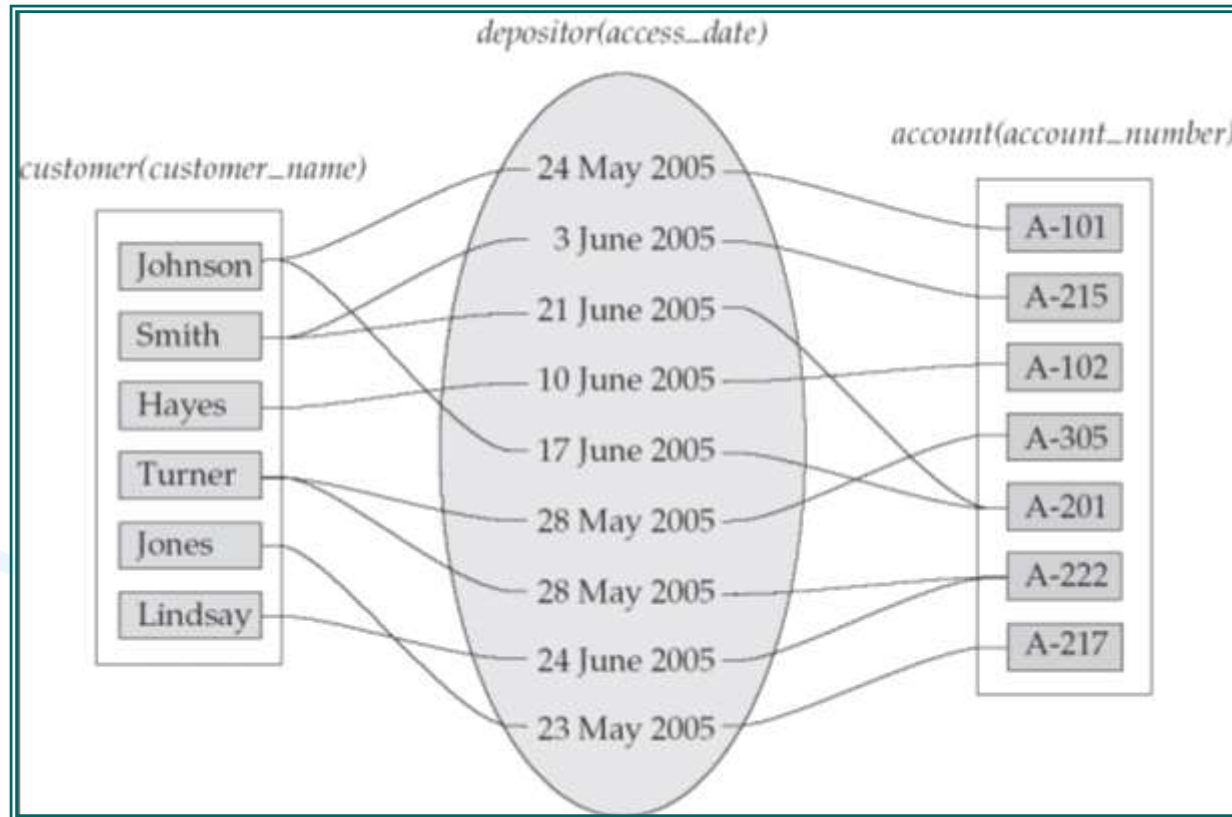 depositor(access_date)
customer(customer_name)
account(account_number)
Johnson
Smith
Hayes
Turner
Jones
Lindsay
24 May 2005
3 June 2005
21 June 2005
10 June 2005
17 June 2005
28 May 2005
28 May 2005
24 June 2005
23 May 2005
A-101
A-215
A-102
A-305
A-201
A-222
A-217